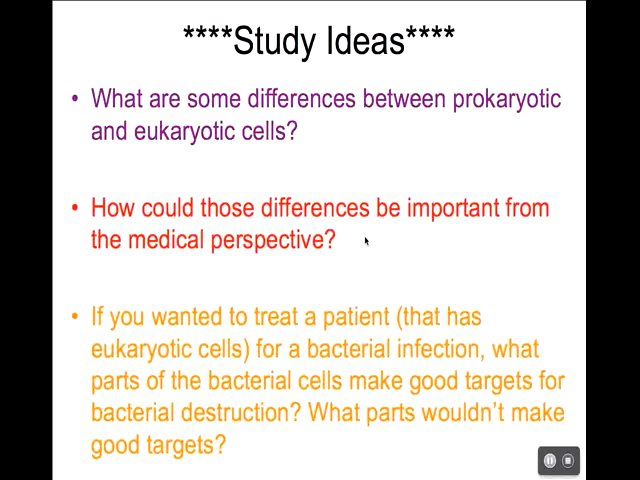 ****Study Ideas****
• What are some differences between prokaryotic
and eukaryotic cells?
• How could those differences be important from
the medical perspective?
• If you wanted to treat a patient (that has
eukaryotic cells) for a bacterial infection, what
parts of the bacterial cells make good targets for
bacterial destruction? What parts wouldn’t make
good targets?